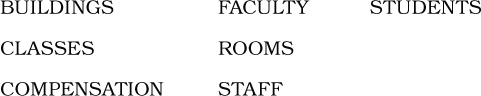 BUILDINGS FACULTY STUDENTS
CLASSES ROOMS
COMPENSATION STAFF